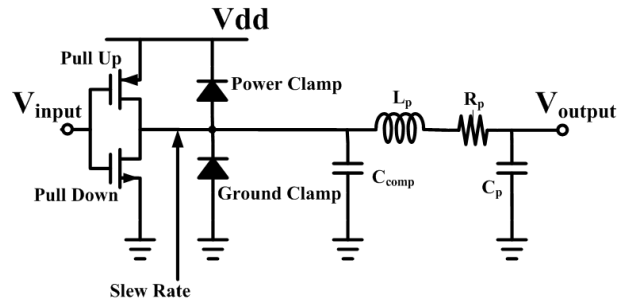 Vdd
Pull Up
Power Clamp
Vinput
Lp
Rp
Voutput
Ccomp
Cp
Pull Down
Ground Clamp
Slew Rate